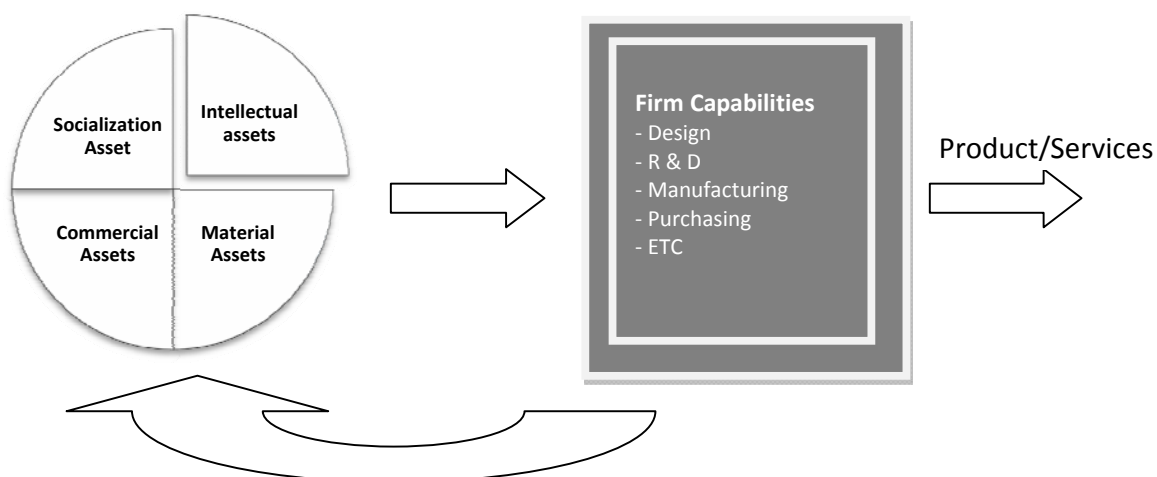 Socialization
Asset
Intellectual
assets
Commercial
Assets
Material
Assets
Firm Capabilities
- Design
- R & D
- Manufacturing
- Purchasing
- ETC
Product/Services